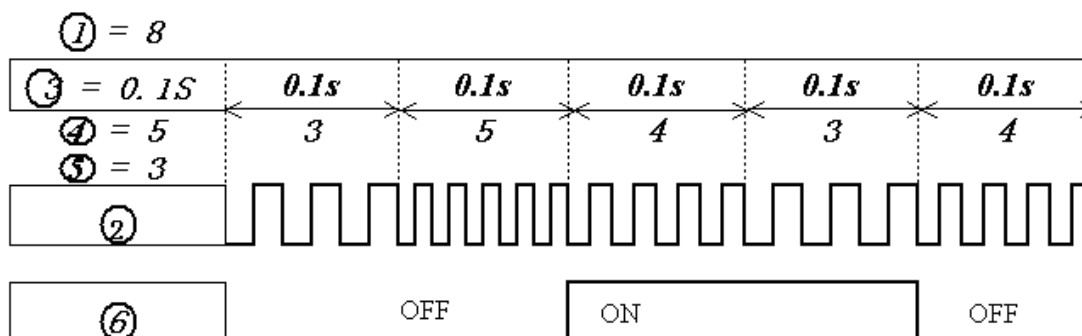 ① = 8
③ = 0.1S 0.1s 0.1s 0.1s 0.1s 0.1s
④ = 5 3 5 4 3 4
⑤ = 3
②
⑥ OFF ON OFF